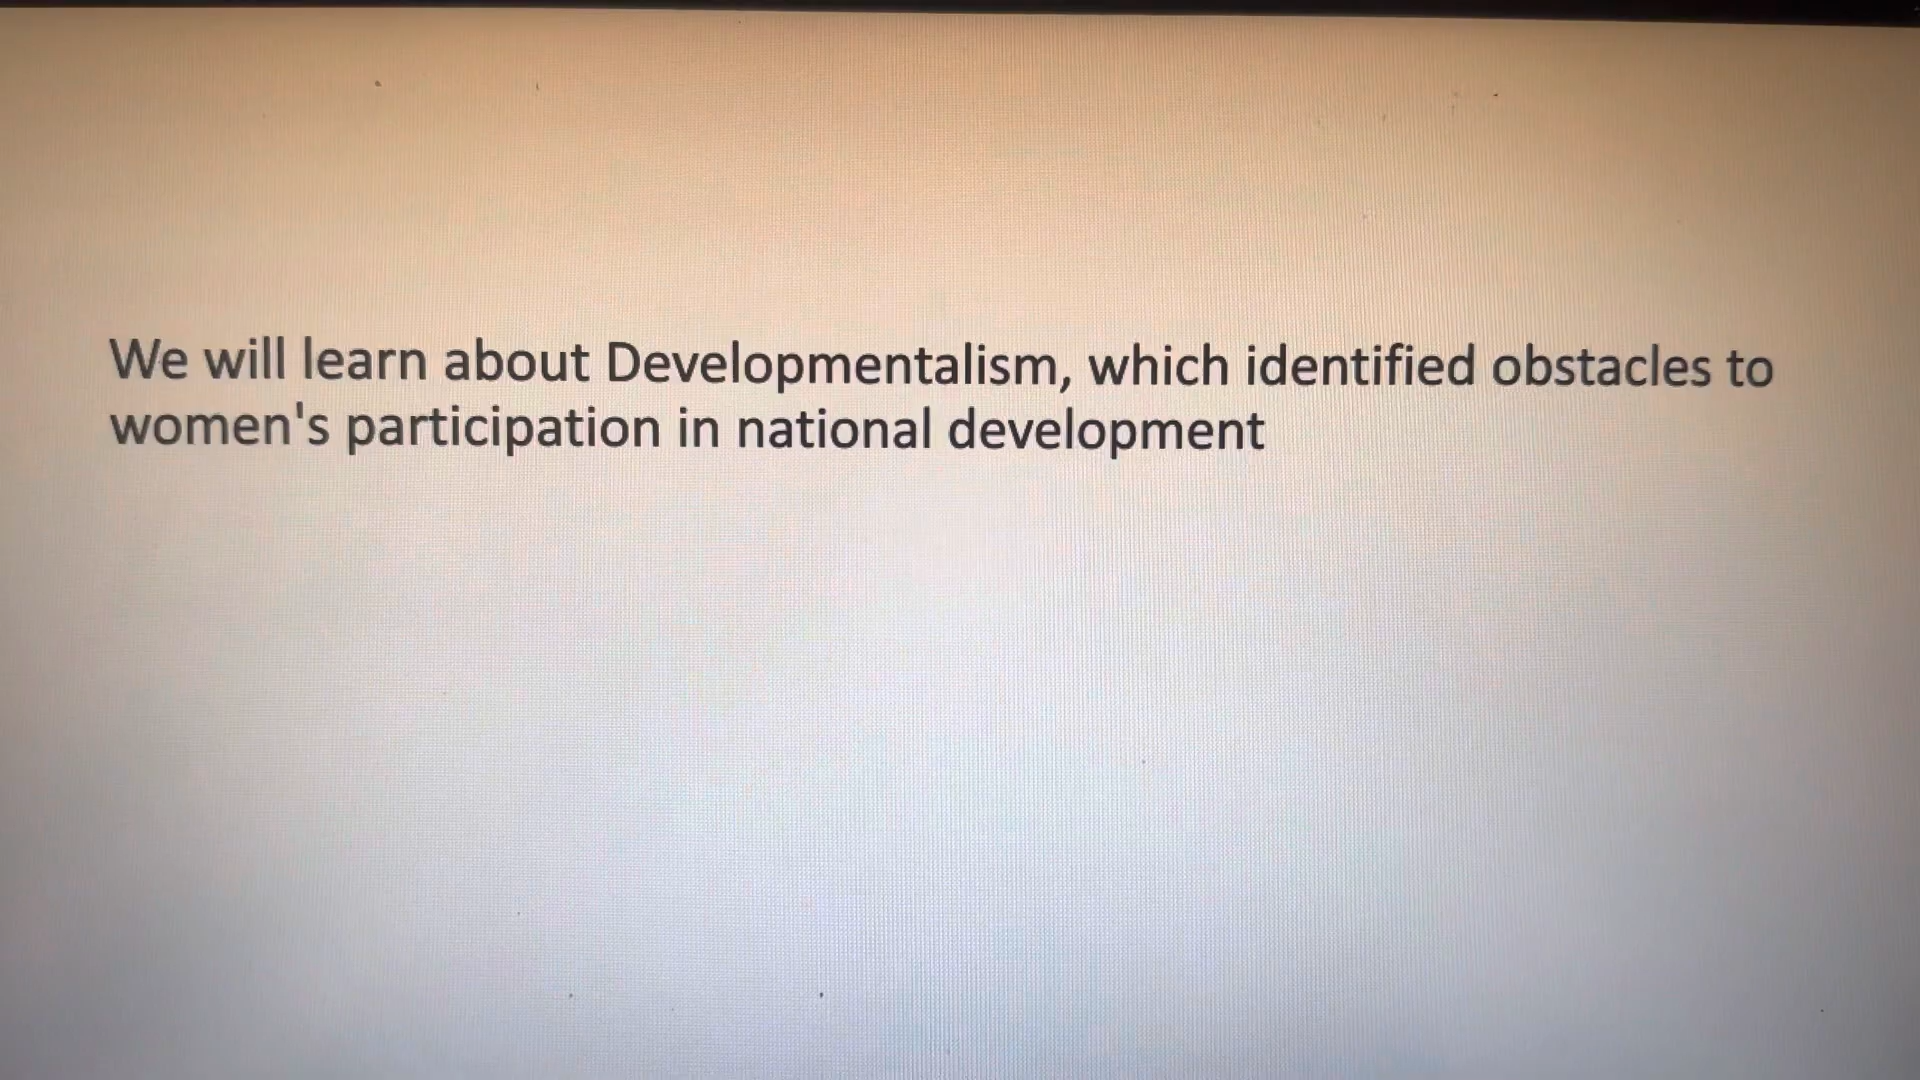 We will learn about Developmentalism, which identified obstacles to
women's participation in national development